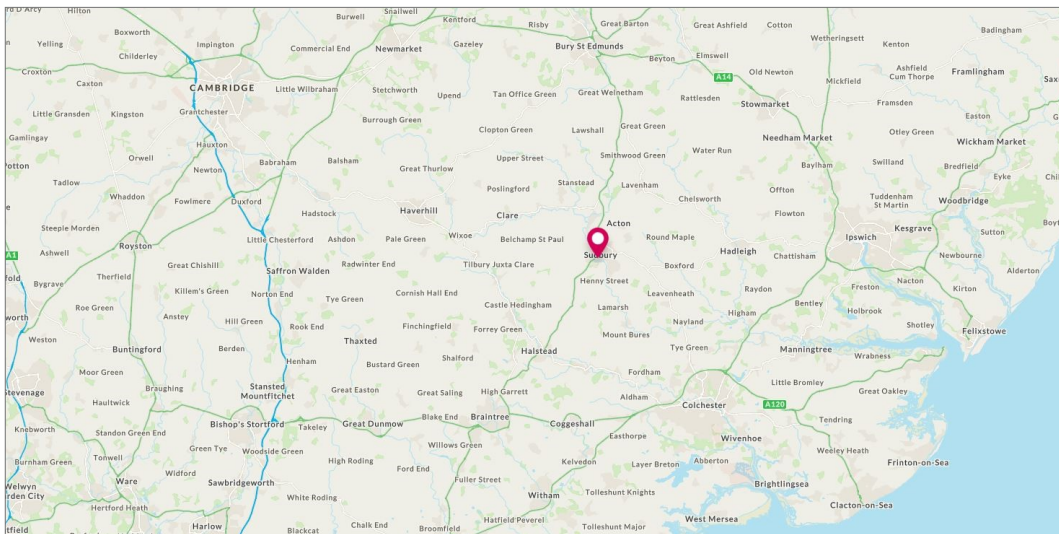 Hilton
Snailwell
Burwell
Kentford
Risby
Great Barton
Great Ashfield
Cotton
Badingham
Boxworth
Wetheringsett
Kenton
Yelling
Childerley
Impington
Commercial End
Newmarket
Gazeley
Bury St Edmunds
Elmswell
Beyton
A14
Old Newton
Ashfield
Cum Thorpe
Framlingham
Croxton
Caxton
CAMBRIDGE
Little Wilbraham
Stetchworth
Upend
Tan Office Green
Great Welnetham
Rattlesden
Stowmarket
Mickfield
Framsden
Little Gransden
Kingston
Grantchester
Burrough Green
Easton
Gamlingay
Hauxton
Clopton Green
Lawshall
Great Green
Needham Market
Otley Green
Wickham Market
Orwell
Newton
Babraham
Balsham
Upper Street
Smithwood Green
Water Run
Baylham
Swilland
Bredfield
Eyke
Tadlow
Great Thurlow
Poslingford
Stanstead
Lavenham
Offton
Whaddon
Fowlmere
Duxford
Chelsworth
Tuddenham
St Martin
Woodbridge
Steeple Morden
Hadstock
Haverhill
Clare
Acton
Flowton
Kesgrave
Sutton
Royston
Little Chesterford
Ashdon
Pale Green
Wixoe
Belchamp St Paul
Round Maple
Hadleigh
Ipswich
A1
Ashwell
Sudbury
Chattisham
Newbourne
Great Chishill
Saffron Walden
Radwinter End
Tilbury Juxta Clare
Boxford
Alderton
Therfield
Bygrave
Killem's Green
Norton End
Cornish Hall End
Henny Street
Leavenheath
Raydon
Freston
Nacton
Kirton
Roe Green
Tye Green
Castle Hedingham
Lamarsh
Bentley
Holbrook
Anstey
Hill Green
Rook End
Finchingfield
Forrey Green
Nayland
Higham
Shotley
Weston
Thaxted
Mount Bures
Felixstowe
Buntingford
Berden
Henham
Shalford
Halstead
Tye Green
Manningtree
Wrabness
Moor Green
Bustard Green
Fordham
Stevenage
Braughing
Stansted
Mountfitchet
Great Easton
Great Saling
High Garrett
Little Bromley
Great Oakley
Haultwick
Aldham
Colchester
A120
Knebworth
Standon Green End
Bishop's Stortford
Takeley
Great Dunmow
Blake End
Braintree
Coggeshall
Tendring
Green Tye
Woodside Green
Willows Green
Easthorpe
Wivenhoe
Weeley Heath
Burnham Green
Tonwell
High Roding
Ford End
Kelvedon
Layer Breton
Abberton
Frinton-on-Sea
Widford
Fuller Street
Welwyn
Ware
Sawbridgeworth
White Roding
Witham
Tolleshunt Knights
Brightlingsea
Hertford Heath
Clacton-on-Sea
Harlow
Chalk End
Broomfield
Hatfield Peverel
West Mersea
Blackcat
Tolleshunt Major